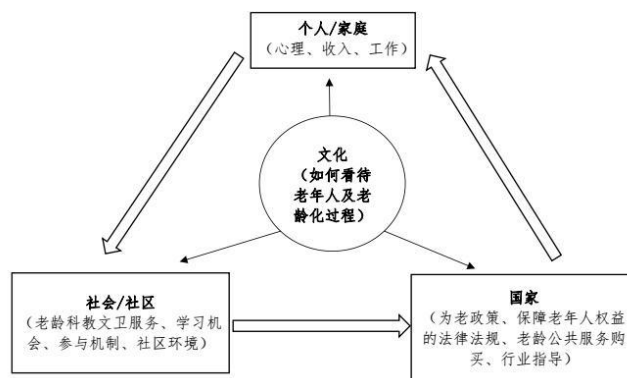 个人/家庭
（心理、收入、工作）
文化
（如何看待
老年人及老
龄化过程）
社会/社区
（老龄科教文卫服务、学习机
会、参与机制、社区环境）
国家
（为老政策、保障老年人权益
的法律法规、老龄公共服务购
买、行业指导）